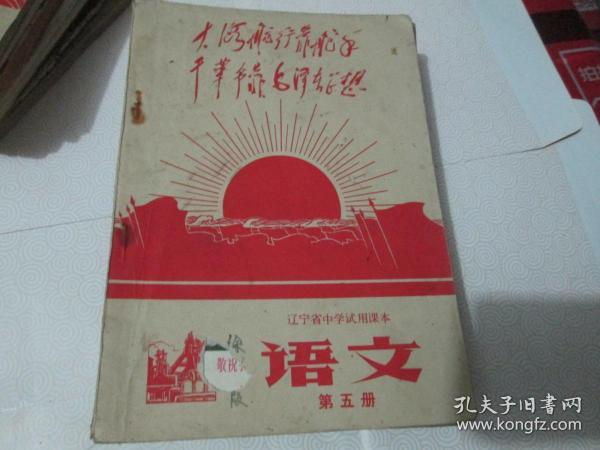 大海航行靠舵手
干革命靠毛泽东思想
辽宁省中学试用课本
敬祝
语文
第五册
孔夫子旧书网
www.kongfz.com